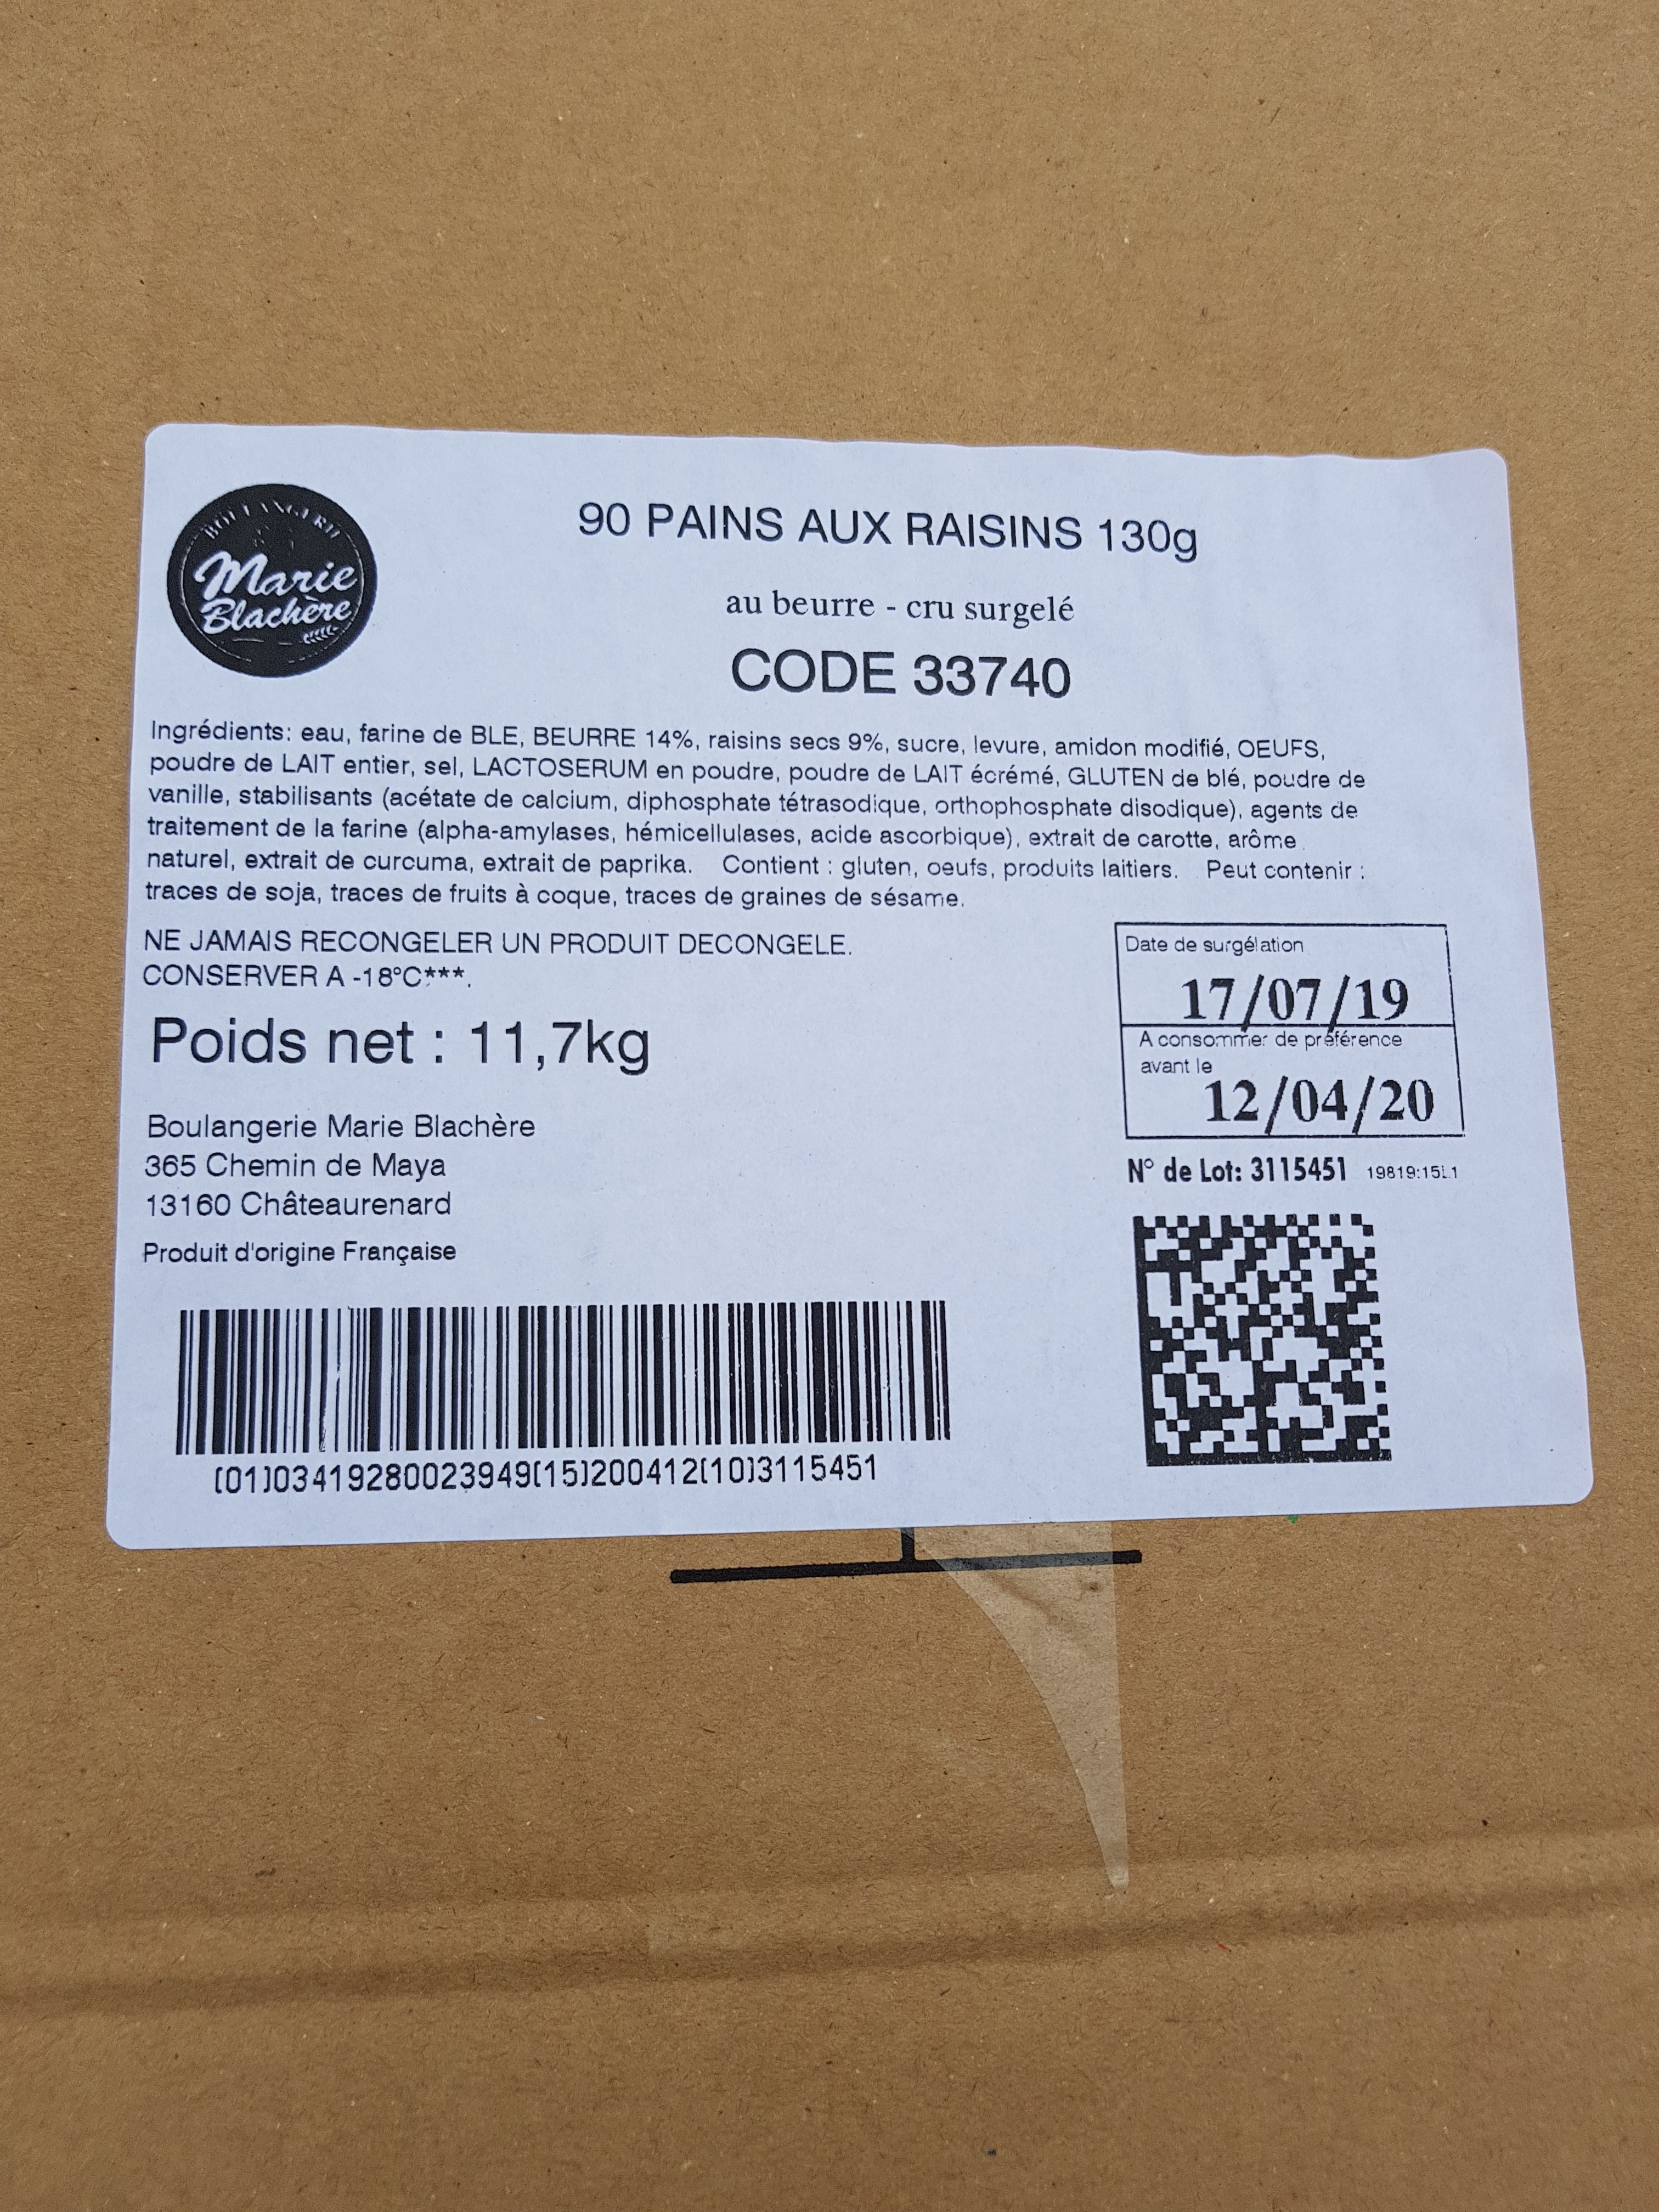 BOULANGERIE
Marie
Blachère
90 PAINS AUX RAISINS 130g
au beurre - cru surgelé
CODE 33740
Ingrédients: eau, farine de BLE, BEURRE 14%, raisins secs 9%, sucre, levure, amidon modifié, OEUFS,
poudre de LAIT entier, sel, LACTOSERUM en poudre, poudre de LAIT écrémé, GLUTEN de blé, poudre de
vanille, stabilisants (acétate de calcium, diphosphate tétrasodique, orthophosphate disodique), agents de
traitement de la farine (alpha-amylases, hémicellulases, acide ascorbique), extrait de carotte, arôme
naturel, extrait de curcuma, extrait de paprika. Contient : gluten, oeufs, produits laitiers. Peut contenir :
traces de soja, traces de fruits à coque, traces de graines de sésame.
NE JAMAIS RECONGELER UN PRODUIT DECONGELE.
CONSERVER A -18°C***.
Poids net : 11,7kg
Boulangerie Marie Blachère
365 Chemin de Maya
13160 Châteaurenard
Produit d'origine Française
Date de surgélation
17/07/19
A consommer de préférence
avant le
12/04/20
N° de Lot: 3115451 19819:15L1
(01)03419280023949(15)200412(10)3115451